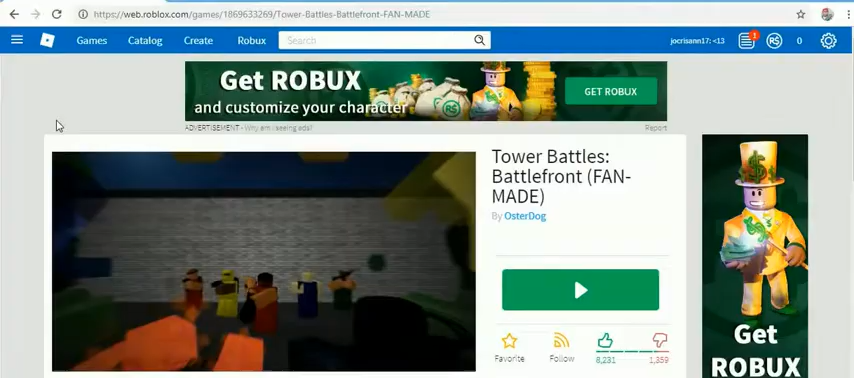 https://web.roblox.com/games/1869633269/Tower-Battles-Battlefront-FAN-MADE
Games Catalog Create Robux Search jocrisann17: <13 1 R$ 0
Get ROBUX
and customize your character
GET ROBUX
ADVERTISEMENT - Why am I seeing ads? Report
Tower Battles:
Battlefront (FAN-
MADE)
By OsterDog
Favorite Follow 8,231 1,359
$
Get
ROBUX